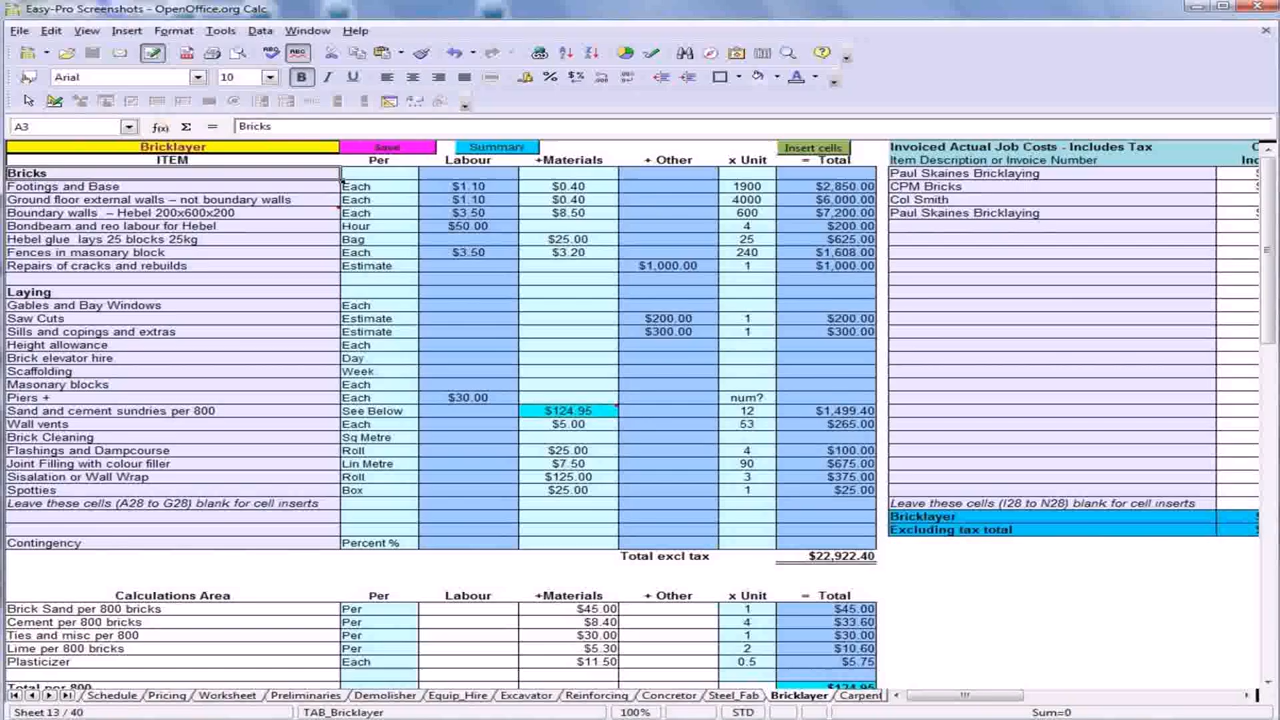 Easy-Pro Screenshots - OpenOffice.org Calc
File Edit View Insert Format Tools Data Window Help
Arial 10
A3 Bricks
Bricklayer Save Summary Insert cells Invoiced Actual Job Costs - Includes Tax
ITEM Per Labour +Materials + Other x Unit = Total Item Description or Invoice Number
Bricks Paul Skaines Bricklaying
Footings and Base Each $1.10 $0.40 1900 $2,850.00 CPM Bricks
Ground floor external walls – not boundary walls Each $1.10 $0.40 4000 $6,000.00 Col Smith
Boundary walls – Hebel 200x600x200 Each $3.50 $8.50 600 $7,200.00 Paul Skaines Bricklaying
Bondbeam and reo labour for Hebel Hour $50.00 4 $200.00
Hebel glue lays 25 blocks 25kg Bag $25.00 25 $625.00
Fences in masonary block Each $3.50 $3.20 240 $1,608.00
Repairs of cracks and rebuilds Estimate $1,000.00 1 $1,000.00
Laying
Gables and Bay Windows Each
Saw Cuts Estimate $200.00 1 $200.00
Sills and copings and extras Estimate $300.00 1 $300.00
Height allowance Each
Brick elevator hire Day
Scaffolding Week
Masonary blocks Each
Piers + Each $30.00 num?
Sand and cement sundries per 800 See Below $124.95 12 $1,499.40
Wall vents Each $5.00 53 $265.00
Brick Cleaning Sq Metre
Flashings and Dampcourse Roll $25.00 4 $100.00
Joint Filling with colour filler Lin Metre $7.50 90 $675.00
Sisalation or Wall Wrap Roll $125.00 3 $375.00
Spotties Box $25.00 1 $25.00
Leave these cells (A28 to G28) blank for cell inserts Leave these cells (I28 to N28) blank for cell inserts
Bricklayer
Excluding tax total
Contingency Percent %
Total excl tax $22,922.40
Calculations Area Per Labour +Materials + Other x Unit = Total
Brick Sand per 800 bricks Per $45.00 1 $45.00
Cement per 800 bricks Per $8.40 4 $33.60
Ties and misc per 800 Per $30.00 1 $30.00
Lime per 800 bricks Per $5.30 2 $10.60
Plasticizer Each $11.50 0.5 $5.75
Total per 800 $124.95
Schedule Pricing Worksheet Preliminaries Demolisher Equip_Hire Excavator Reinforcing Concretor Steel_Fab Bricklayer Carpent
Sheet 13 / 40 TAB_Bricklayer 100% STD Sum=0